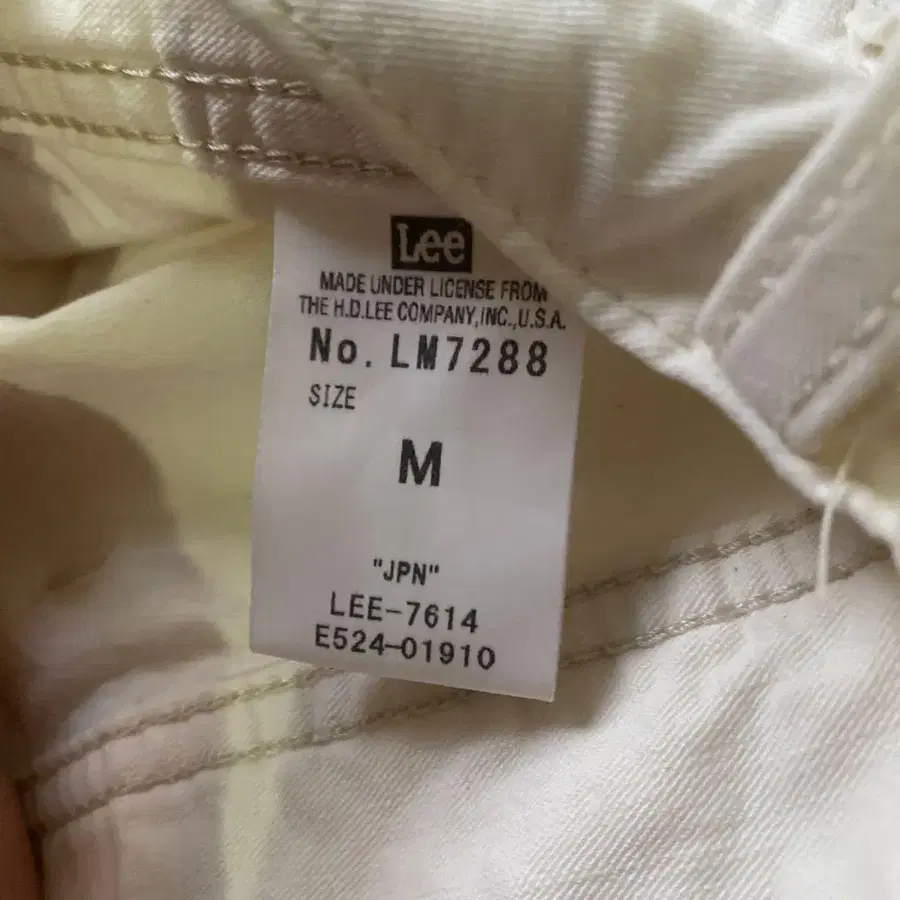 Lee
MADE UNDER LICENSE FROM
THE H.D.LEE COMPANY,INC.,U.S.A.
No. LM7288
SIZE
M
"JPN"
LEE-7614
E524-01910